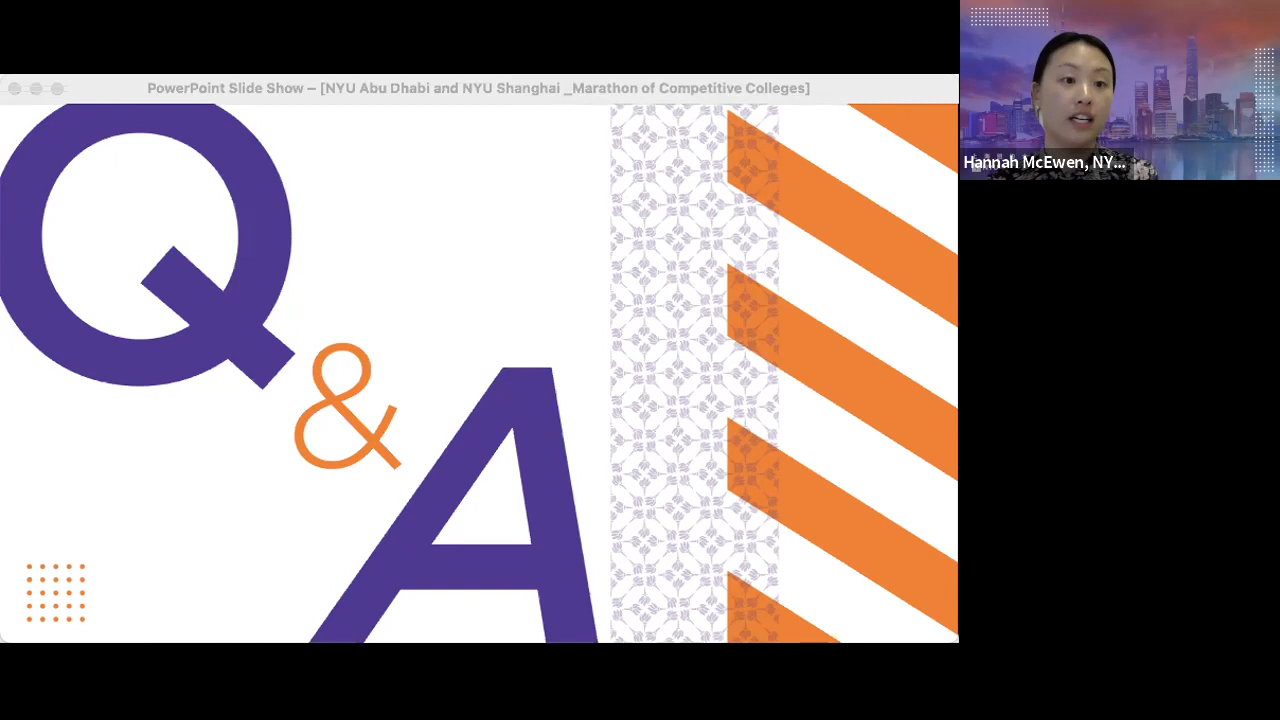 PowerPoint Slide Show – [NYU Abu Dhabi and NYU Shanghai _Marathon of Competitive Colleges]
Q
&
A
Hannah McEwen, NY...